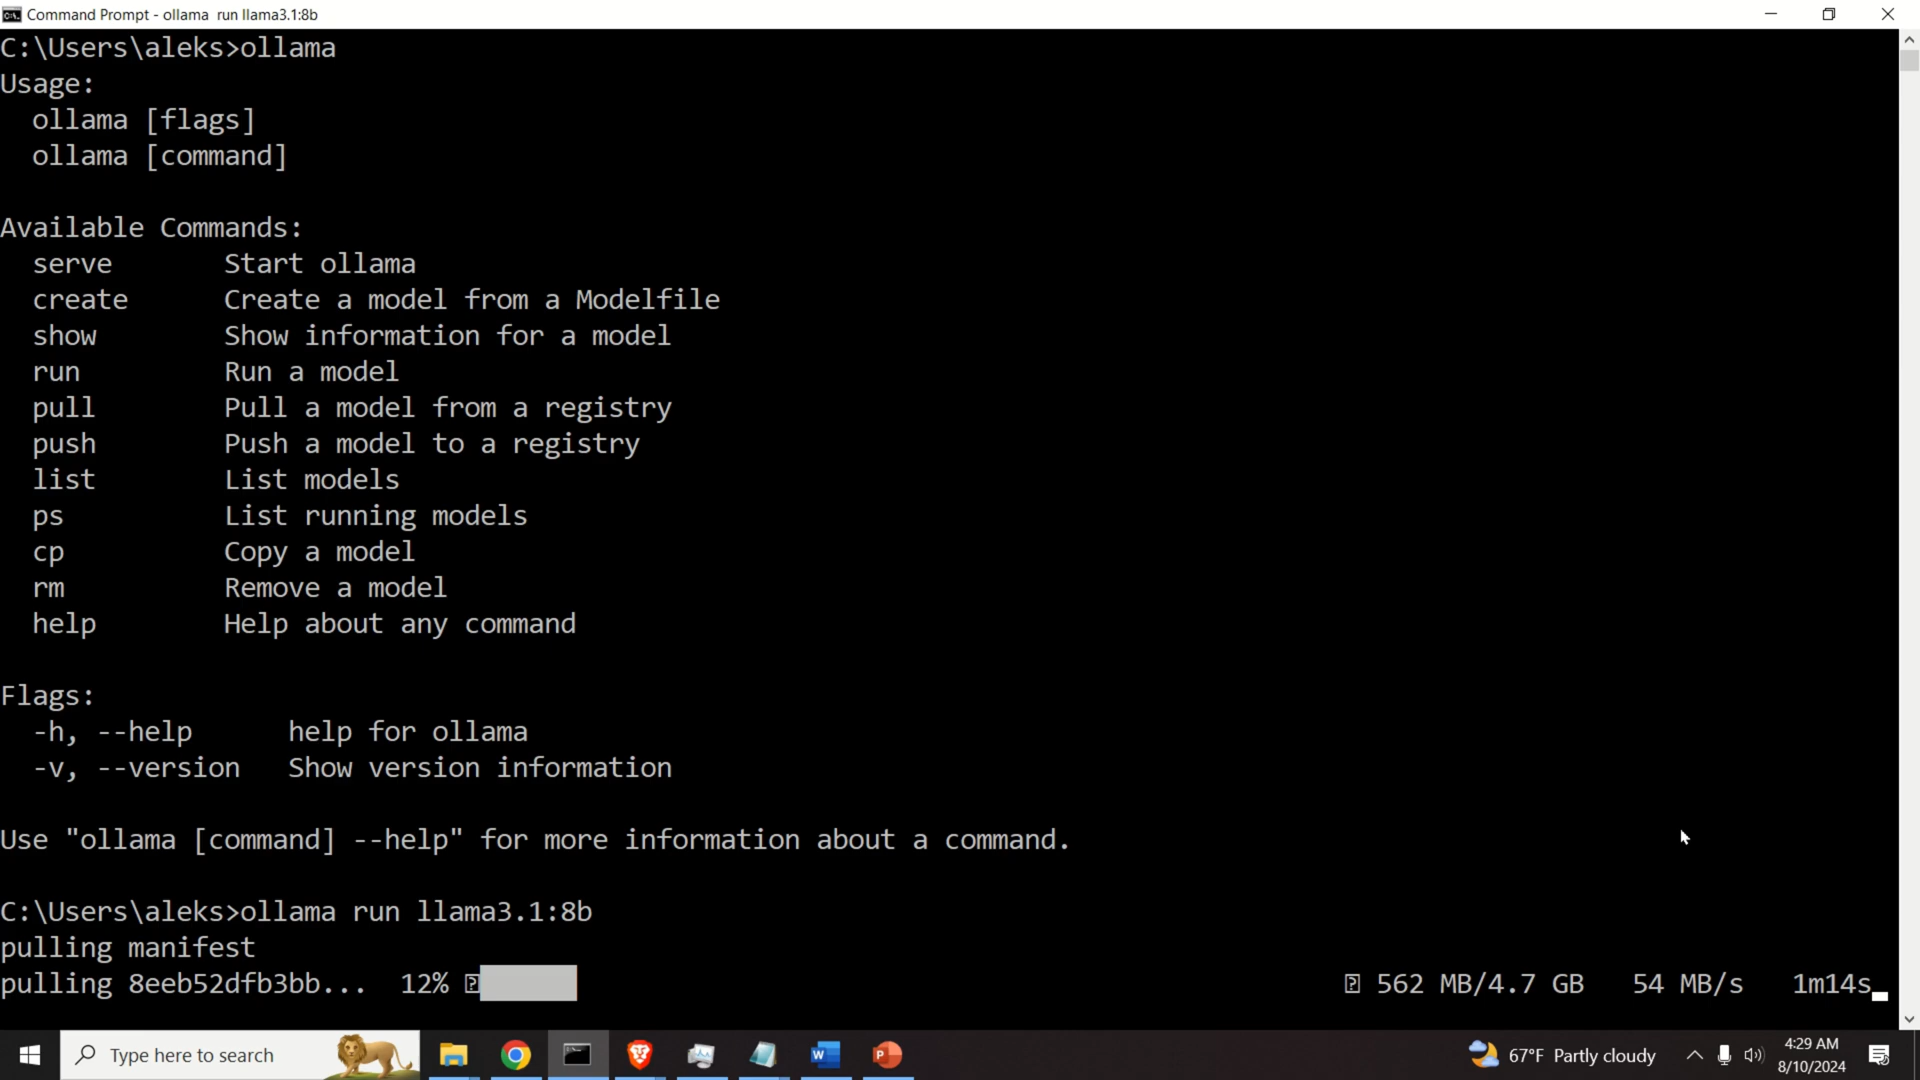 Command Prompt - ollama  run llama3.1:8b
C:\Users\aleks>ollama
Usage:
  ollama [flags]
  ollama [command]

Available Commands:
  serve       Start ollama
  create      Create a model from a Modelfile
  show        Show information for a model
  run         Run a model
  pull        Pull a model from a registry
  push        Push a model to a registry
  list        List models
  ps          List running models
  cp          Copy a model
  rm          Remove a model
  help        Help about any command

Flags:
  -h, --help      help for ollama
  -v, --version   Show version information

Use "ollama [command] --help" for more information about a command.

C:\Users\aleks>ollama run llama3.1:8b
pulling manifest
pulling 8eeb52dfb3bb...  12% 562 MB/4.7 GB   54 MB/s   1m14s
Type here to search
67°F Partly cloudy
4:29 AM
8/10/2024